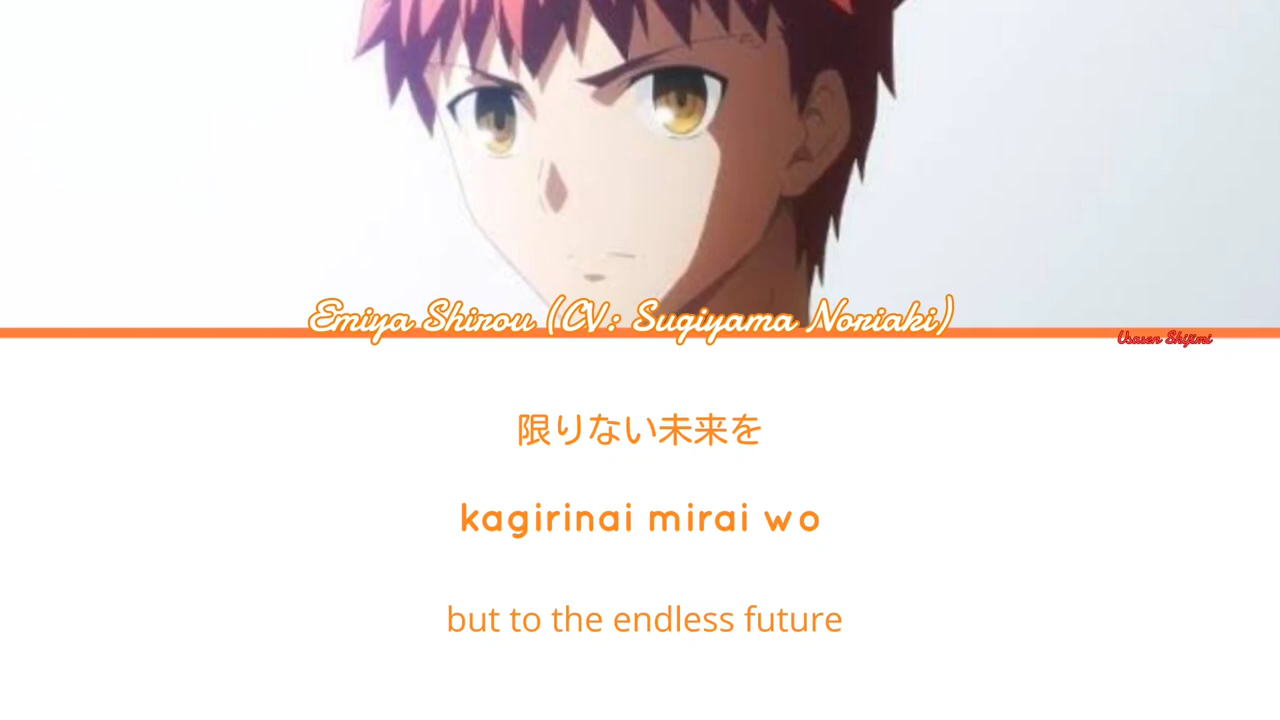 Emiya Shirou (CV: Sugiyama Noriaki)
Usasen Shijimi
限りない未来を
kagirinai mirai wo
but to the endless future